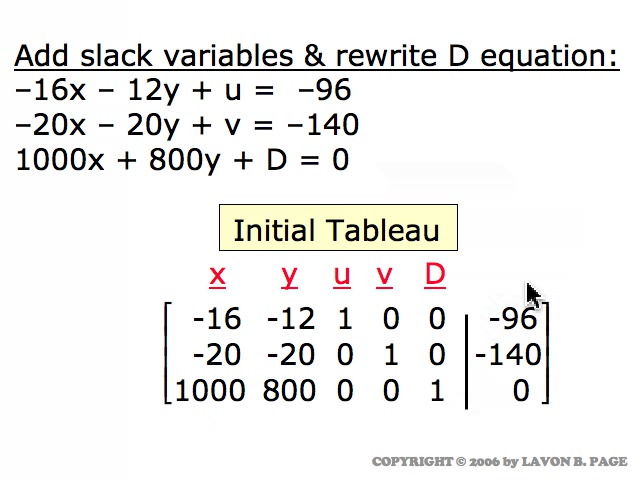 Add slack variables & rewrite D equation:
–16x – 12y + u =  –96
–20x – 20y + v = –140
1000x + 800y + D = 0
Initial Tableau
x y u v D
-16 -12 1 0 0 -96
-20 -20 0 1 0 -140
1000 800 0 0 1 0
COPYRIGHT © 2006 by LAVON B. PAGE